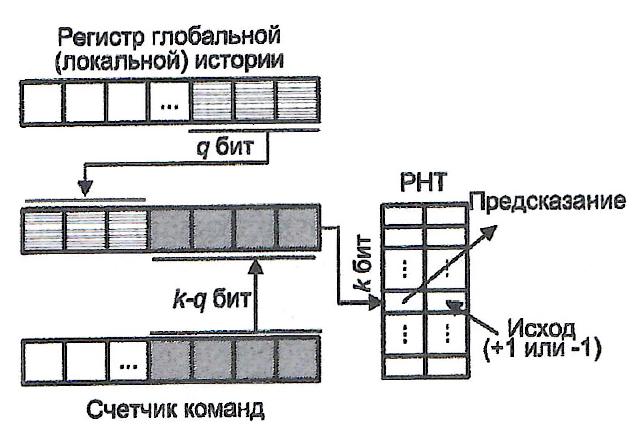 Регистр глобальной
(локальной) истории
...
q бит
PHT
Предсказание
k бит
k-q бит
Исход
(+1 или -1)
...
Счетчик команд